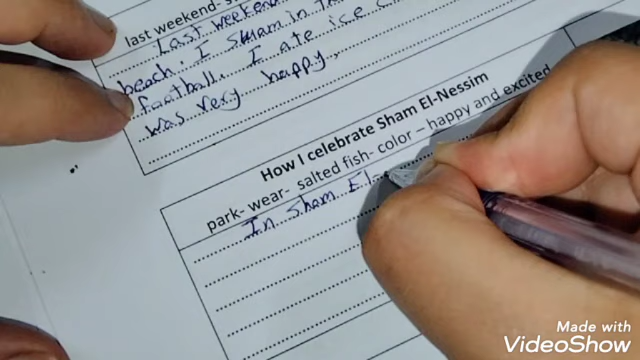 last weekend-
Last weekend
beach. I swam in
football. I ate ice
was very happy.
How I celebrate Sham El-Nessim
park- wear- salted fish- color – happy and excited
In Sham El-
Made with
VideoShow